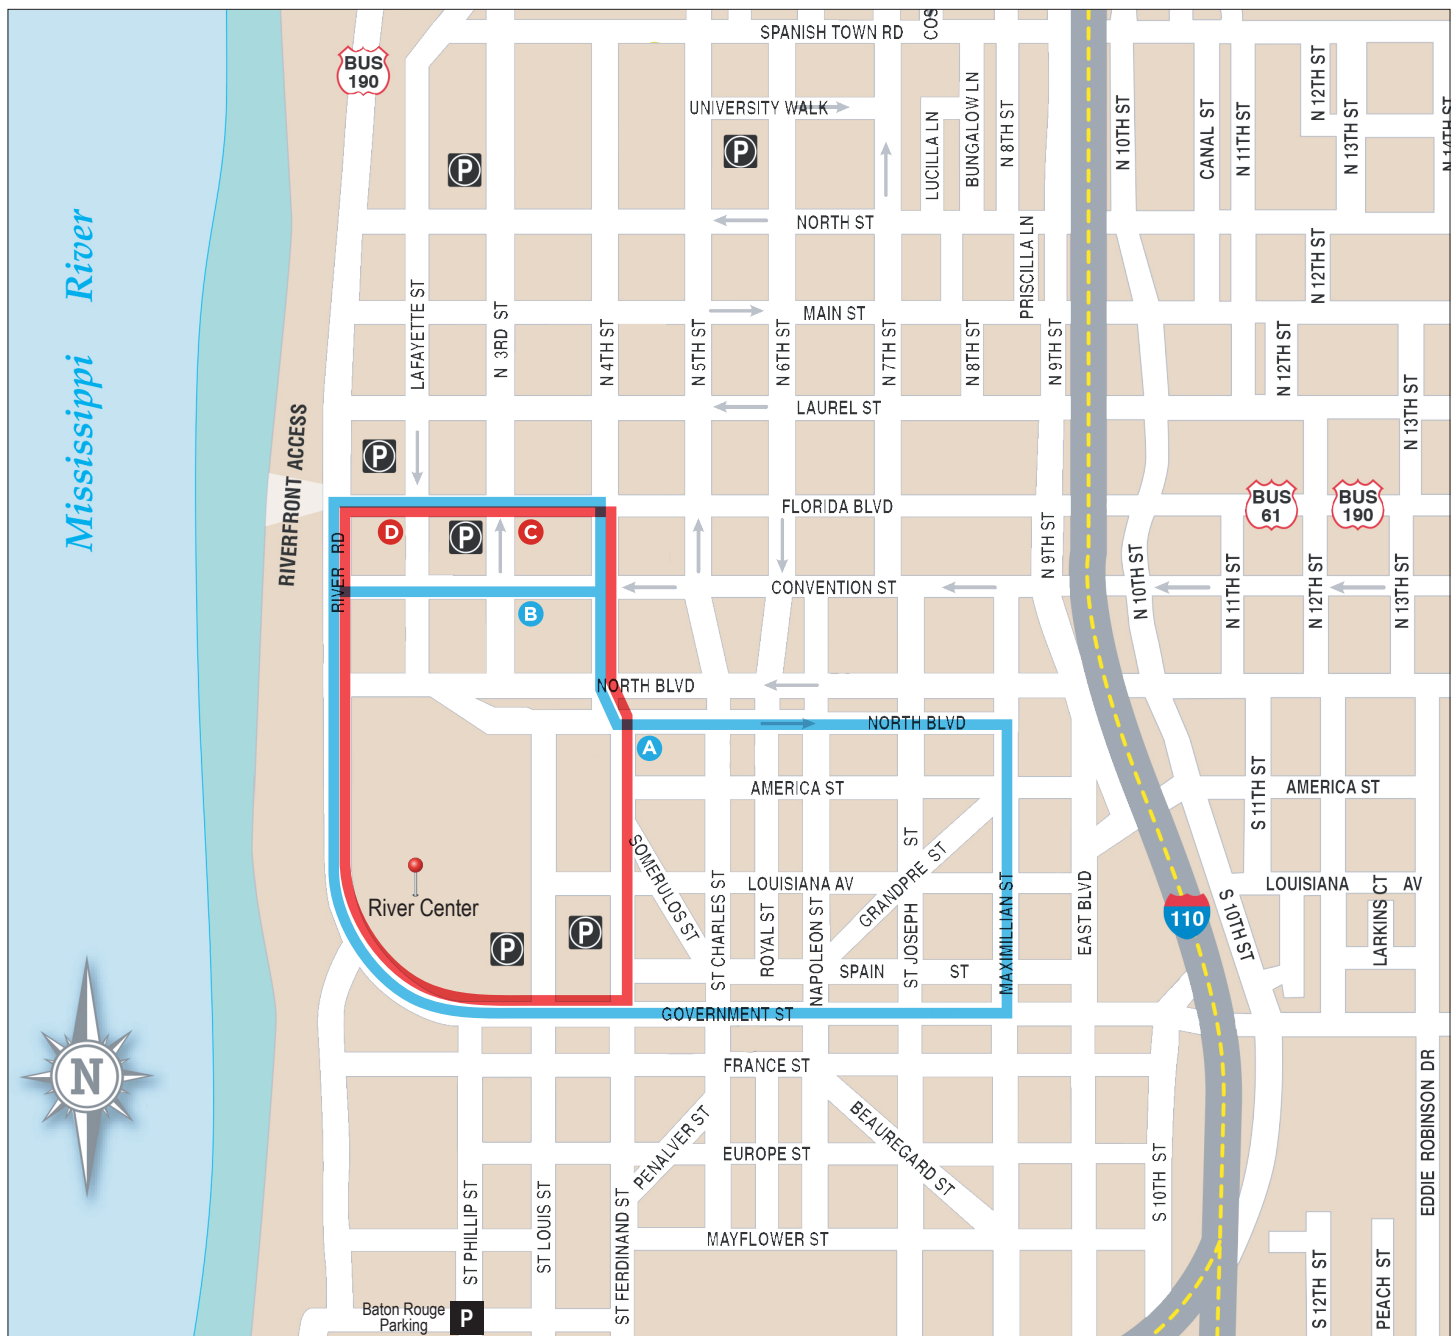 SPANISH TOWN RD
COS
BUS
190
UNIVERSITY WALK
P
P
LUCILLA LN
BUNGALOW LN
N 8TH ST
N 10TH ST
CANAL ST
N 11TH ST
N 12TH ST
N 13TH ST
N 14TH ST
NORTH ST
Mississippi River
LAFAYETTE ST
N 3RD ST
MAIN ST
PRISCILLA LN
N 12TH ST
N 4TH ST
N 5TH ST
N 6TH ST
N 7TH ST
N 8TH ST
N 9TH ST
N 12TH ST
N 13TH ST
LAUREL ST
P
RIVERFRONT ACCESS
FLORIDA BLVD
BUS
61
BUS
190
D
P
C
RIVER RD
N 9TH ST
N 10TH ST
CONVENTION ST
N 11TH ST
N 12TH ST
N 13TH ST
B
NORTH BLVD
NORTH BLVD
A
AMERICA ST
S 11TH ST
AMERICA ST
River Center
SOMERULOS ST
ST CHARLES ST
LOUISIANA AV
ROYAL ST
NAPOLEON ST
GRANDPRE ST
ST JOSEPH ST
MAXIMILLIAN ST
EAST BLVD
110
S 10TH ST
LOUISIANA AV
LARKINS CT
P
P
SPAIN ST
GOVERNMENT ST
N
FRANCE ST
PENALVER ST
BEAUREGARD ST
EUROPE ST
S 10TH ST
EDDIE ROBINSON DR
ST PHILLIP ST
ST LOUIS ST
ST FERDINAND ST
MAYFLOWER ST
S 12TH ST
PEACH ST
Baton Rouge
Parking
P